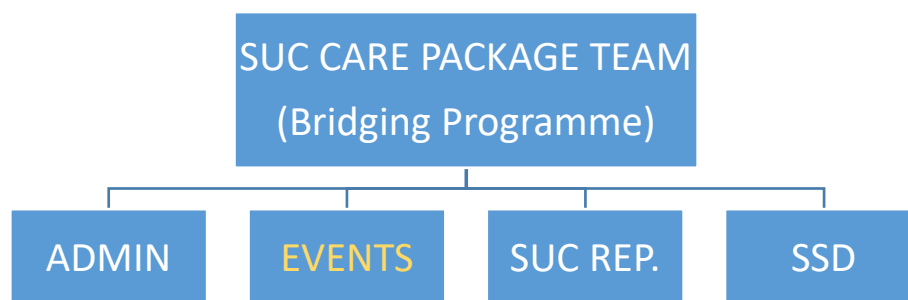 SUC CARE PACKAGE TEAM
(Bridging Programme)
ADMIN
EVENTS
SUC REP.
SSD